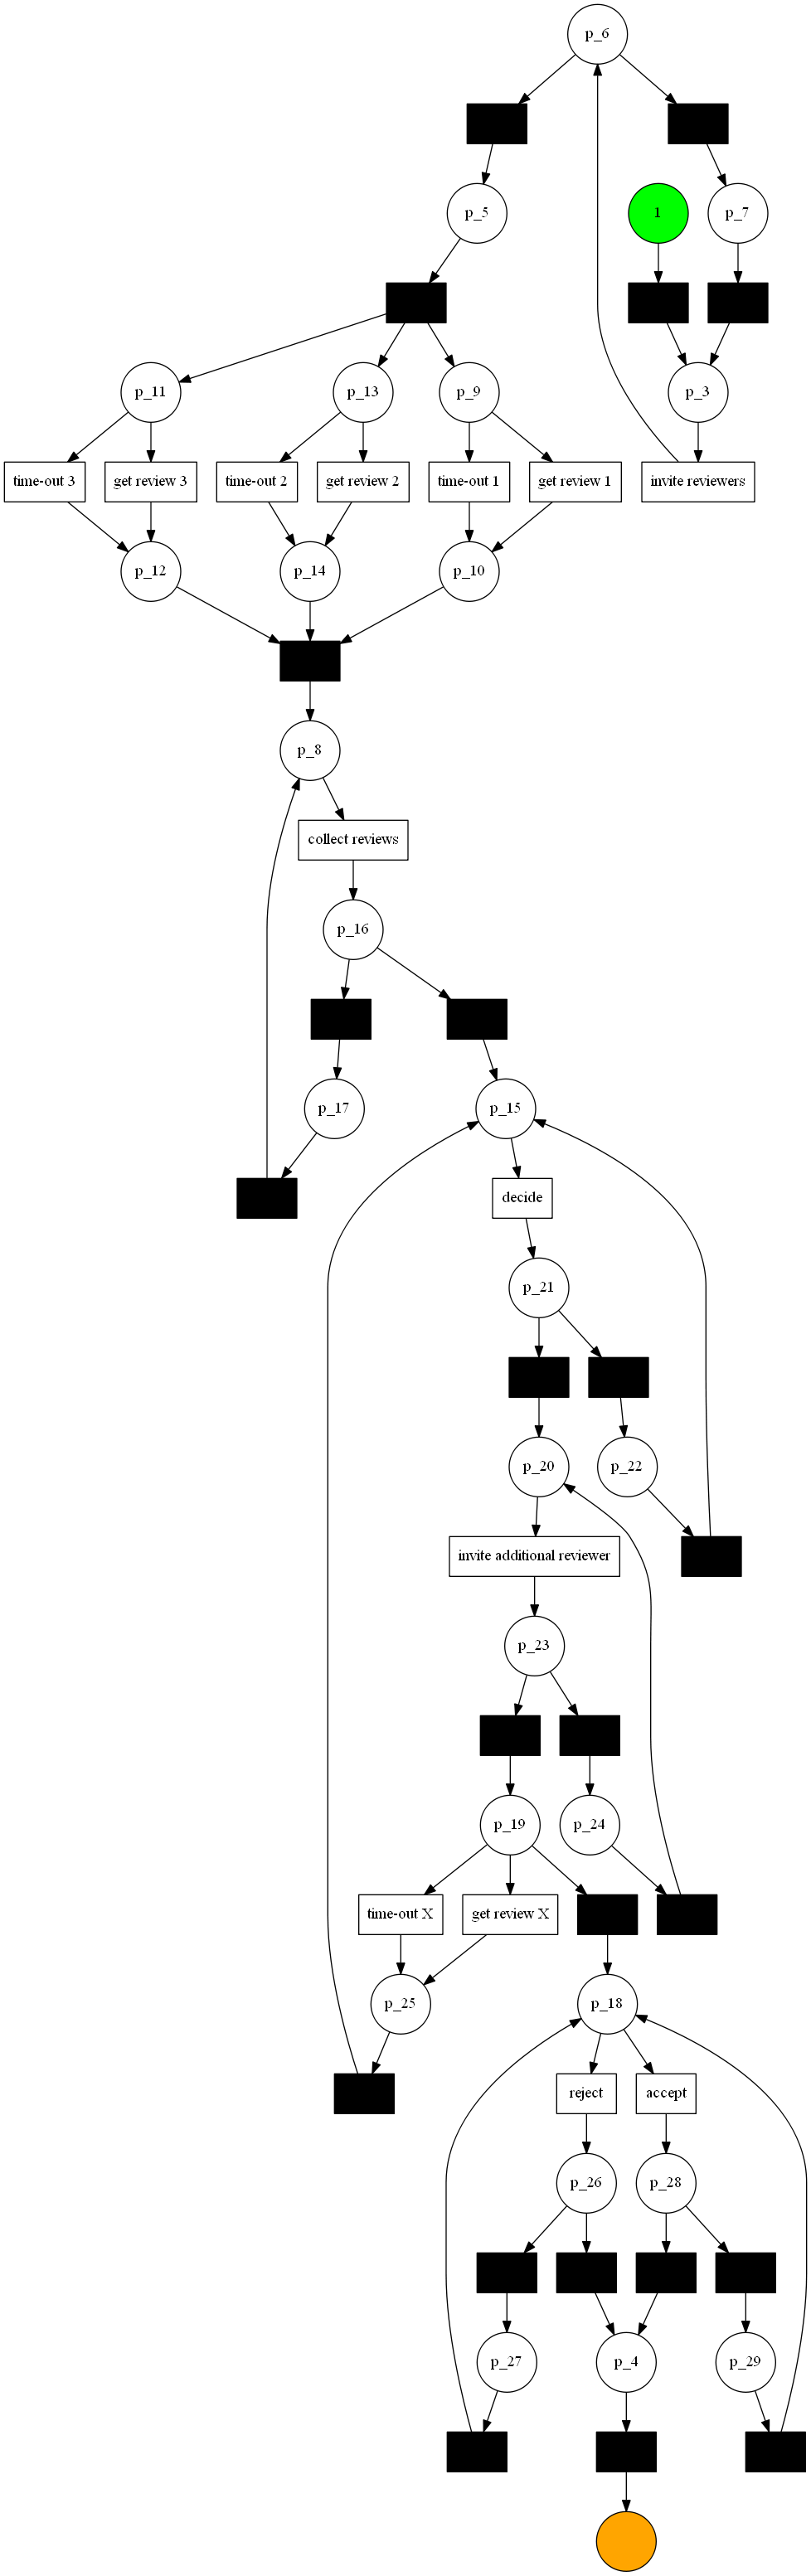 p_6
p_5
1
p_7
p_11
p_13
p_9
p_3
time-out 3
get review 3
time-out 2
get review 2
time-out 1
get review 1
invite reviewers
p_12
p_14
p_10
p_8
collect reviews
p_16
p_17
p_15
decide
p_21
p_20
p_22
invite additional reviewer
p_23
p_19
p_24
time-out X
get review X
p_25
p_18
reject
accept
p_26
p_28
p_27
p_4
p_29